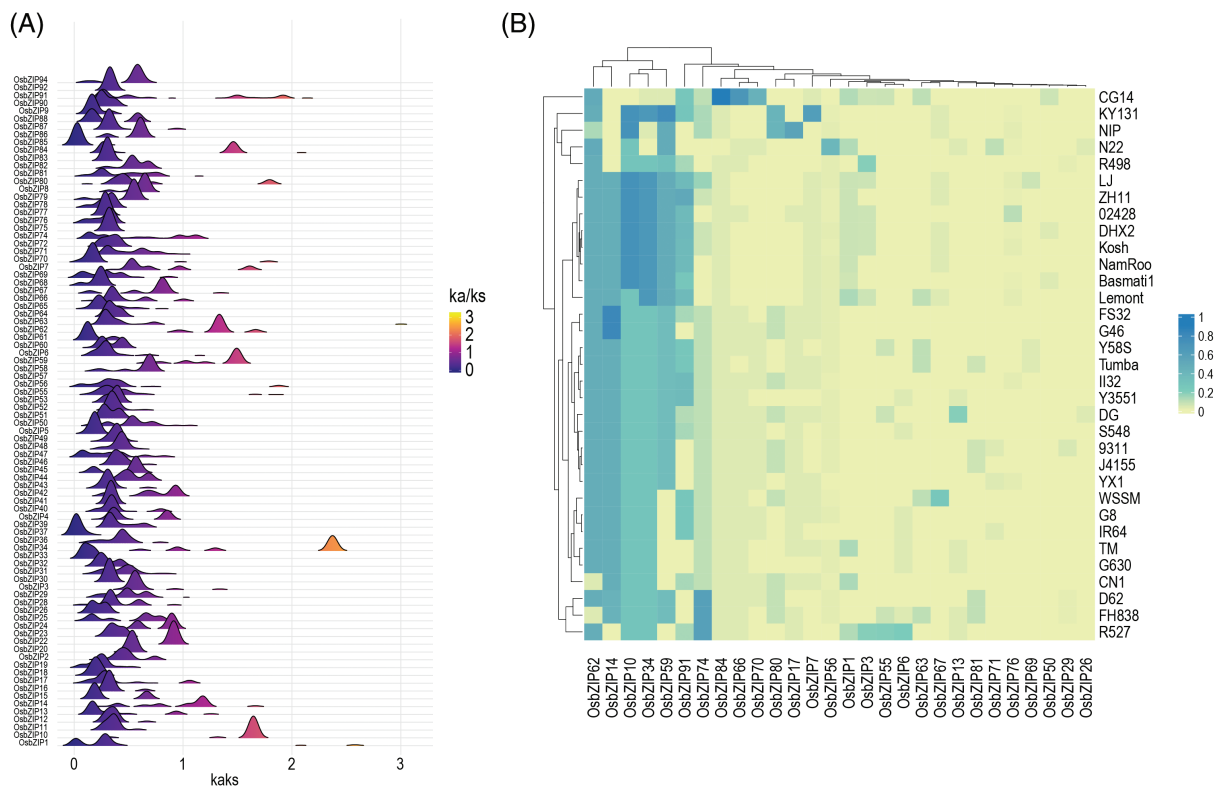 (A)
OsbZIP94
OsbZIP92
OsbZIP91
OsbZIP90
OsbZIP9
OsbZIP88
OsbZIP87
OsbZIP86
OsbZIP85
OsbZIP84
OsbZIP83
OsbZIP82
OsbZIP81
OsbZIP80
OsbZIP8
OsbZIP79
OsbZIP78
OsbZIP77
OsbZIP76
OsbZIP75
OsbZIP74
OsbZIP72
OsbZIP71
OsbZIP70
OsbZIP7
OsbZIP69
OsbZIP68
OsbZIP67
OsbZIP66
OsbZIP65
OsbZIP64
OsbZIP63
OsbZIP62
OsbZIP61
OsbZIP60
OsbZIP6
OsbZIP59
OsbZIP58
OsbZIP57
OsbZIP56
OsbZIP55
OsbZIP53
OsbZIP52
OsbZIP51
OsbZIP50
OsbZIP5
OsbZIP49
OsbZIP48
OsbZIP47
OsbZIP46
OsbZIP45
OsbZIP44
OsbZIP43
OsbZIP42
OsbZIP41
OsbZIP40
OsbZIP4
OsbZIP39
OsbZIP37
OsbZIP36
OsbZIP34
OsbZIP33
OsbZIP32
OsbZIP31
OsbZIP30
OsbZIP3
OsbZIP29
OsbZIP28
OsbZIP26
OsbZIP25
OsbZIP24
OsbZIP23
OsbZIP22
OsbZIP20
OsbZIP2
OsbZIP19
OsbZIP18
OsbZIP17
OsbZIP16
OsbZIP15
OsbZIP14
OsbZIP13
OsbZIP12
OsbZIP11
OsbZIP10
OsbZIP1
0 1 2 3
kaks
ka/ks
3
2
1
0
(B)
CG14
KY131
NIP
N22
R498
LJ
ZH11
02428
DHX2
Kosh
NamRoo
Basmati1
Lemont
FS32
G46
Y58S
Tumba
II32
Y3551
DG
S548
9311
J4155
YX1
WSSM
G8
IR64
TM
G630
CN1
D62
FH838
R527
OsbZIP62
OsbZIP14
OsbZIP10
OsbZIP34
OsbZIP59
OsbZIP91
OsbZIP74
OsbZIP84
OsbZIP66
OsbZIP70
OsbZIP80
OsbZIP17
OsbZIP7
OsbZIP56
OsbZIP1
OsbZIP3
OsbZIP55
OsbZIP6
OsbZIP63
OsbZIP67
OsbZIP13
OsbZIP81
OsbZIP71
OsbZIP76
OsbZIP69
OsbZIP50
OsbZIP29
OsbZIP26
1
0.8
0.6
0.4
0.2
0